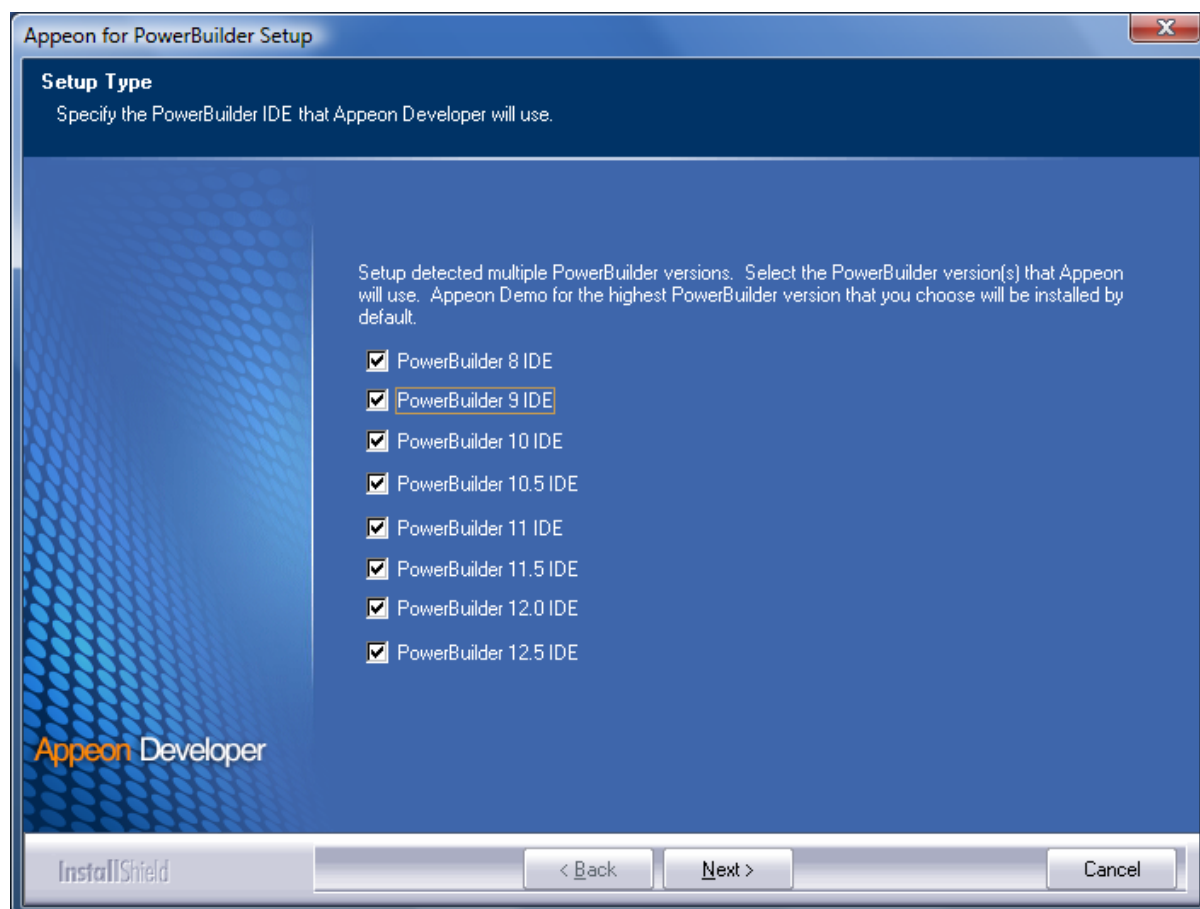 Appeon for PowerBuilder Setup
Setup Type
Specify the PowerBuilder IDE that Appeon Developer will use.
Setup detected multiple PowerBuilder versions. Select the PowerBuilder version(s) that Appeon
will use. Appeon Demo for the highest PowerBuilder version that you choose will be installed by
default.
PowerBuilder 8 IDE
PowerBuilder 9 IDE
PowerBuilder 10 IDE
PowerBuilder 10.5 IDE
PowerBuilder 11 IDE
PowerBuilder 11.5 IDE
PowerBuilder 12.0 IDE
PowerBuilder 12.5 IDE
Appeon Developer
InstallShield
< Back
Next >
Cancel